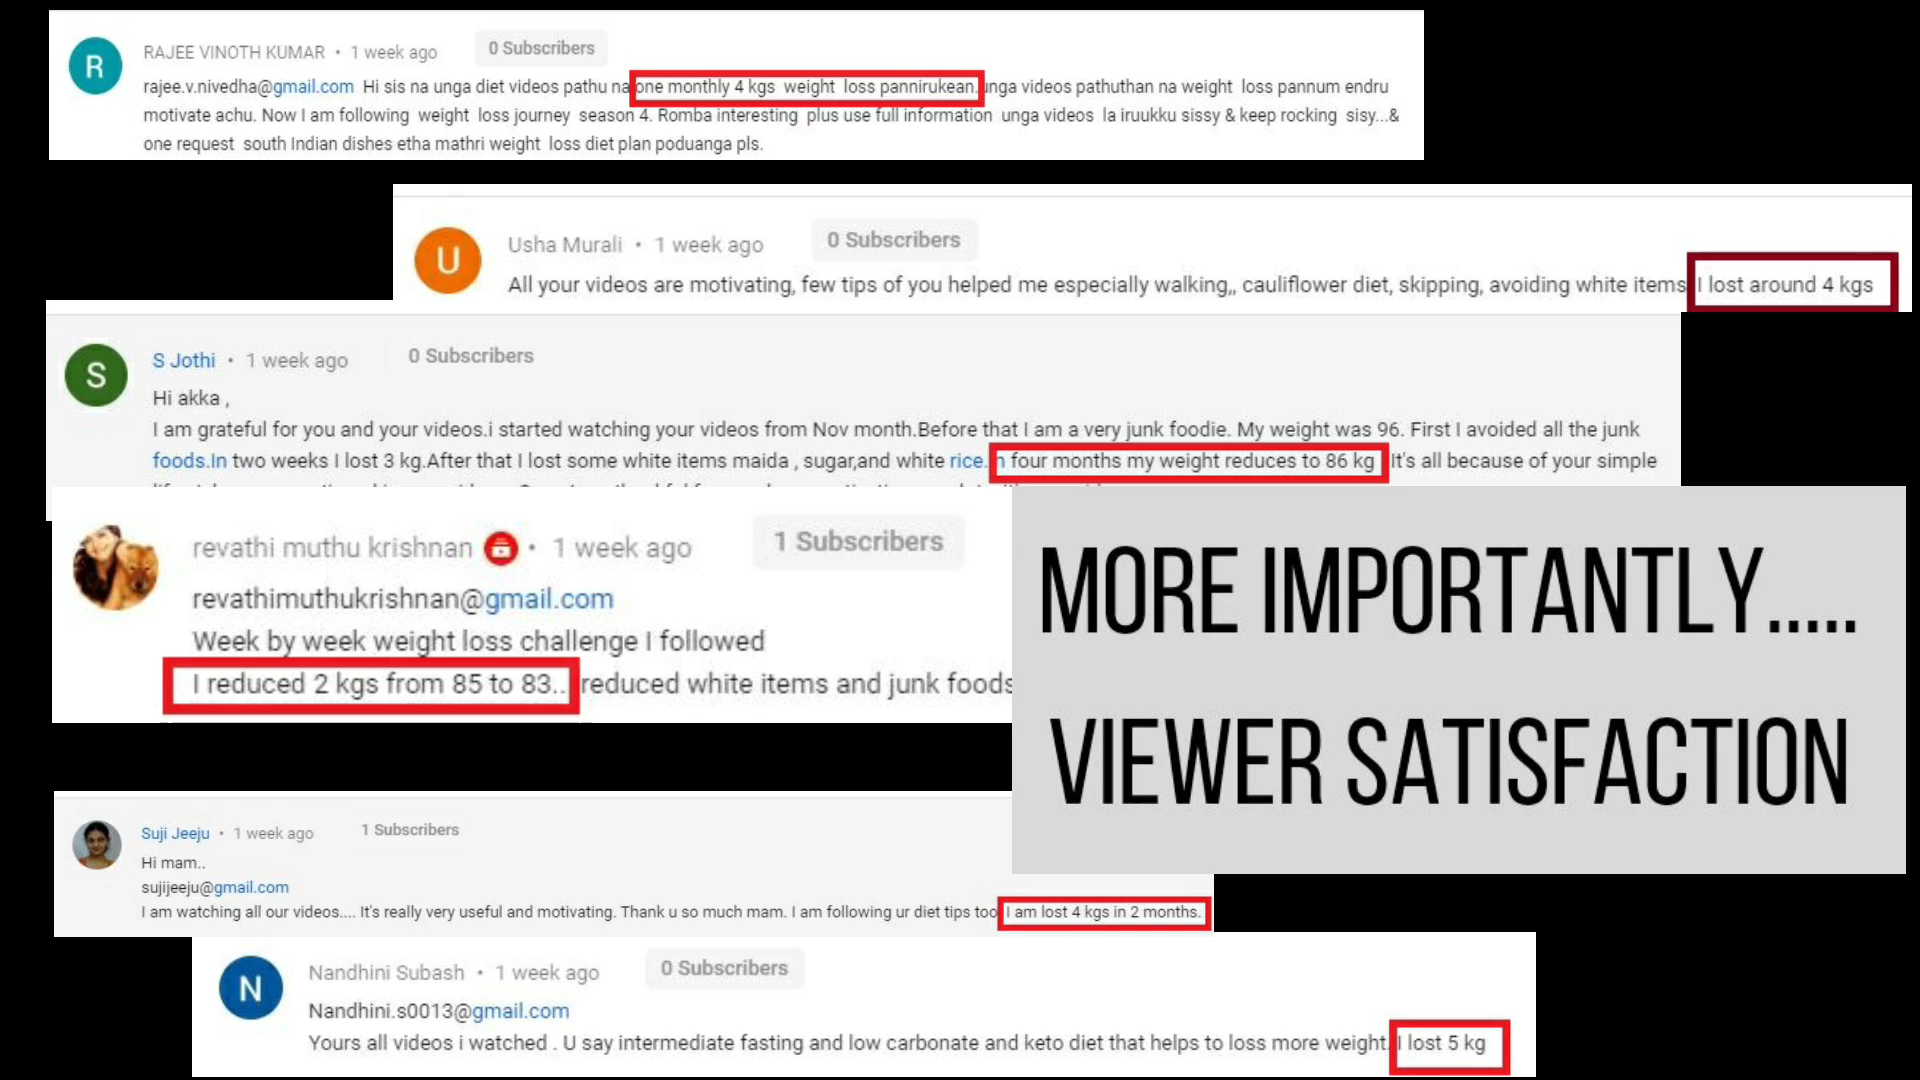 R
RAJEE VINOTH KUMAR • 1 week ago 0 Subscribers
rajee.v.nivedha@gmail.com Hi sis na unga diet videos pathu na one monthly 4 kgs weight loss pannirukean. unga videos pathuthan na weight loss pannum endru
motivate achu. Now I am following weight loss journey season 4. Romba interesting plus use full information unga videos la iruukku sissy & keep rocking sisy...&
one request south Indian dishes etha mathri weight loss diet plan poduanga pls.
U
Usha Murali • 1 week ago 0 Subscribers
All your videos are motivating, few tips of you helped me especially walking,, cauliflower diet, skipping, avoiding white items I lost around 4 kgs
S
S Jothi • 1 week ago 0 Subscribers
Hi akka ,
I am grateful for you and your videos.i started watching your videos from Nov month.Before that I am a very junk foodie. My weight was 96. First I avoided all the junk
foods.In two weeks I lost 3 kg.After that I lost some white items maida , sugar,and white rice. In four months my weight reduces to 86 kg It's all because of your simple
revathi muthu krishnan • 1 week ago 1 Subscribers
revathimuthukrishnan@gmail.com
Week by week weight loss challenge I followed
I reduced 2 kgs from 85 to 83.. reduced white items and junk foods
MORE IMPORTANTLY.....
VIEWER SATISFACTION
Suji Jeeju • 1 week ago 1 Subscribers
Hi mam..
sujijeeju@gmail.com
I am watching all our videos.... It's really very useful and motivating. Thank u so much mam. I am following ur diet tips too I am lost 4 kgs in 2 months.
N
Nandhini Subash • 1 week ago 0 Subscribers
Nandhini.s0013@gmail.com
Yours all videos i watched . U say intermediate fasting and low carbonate and keto diet that helps to loss more weight. I lost 5 kg